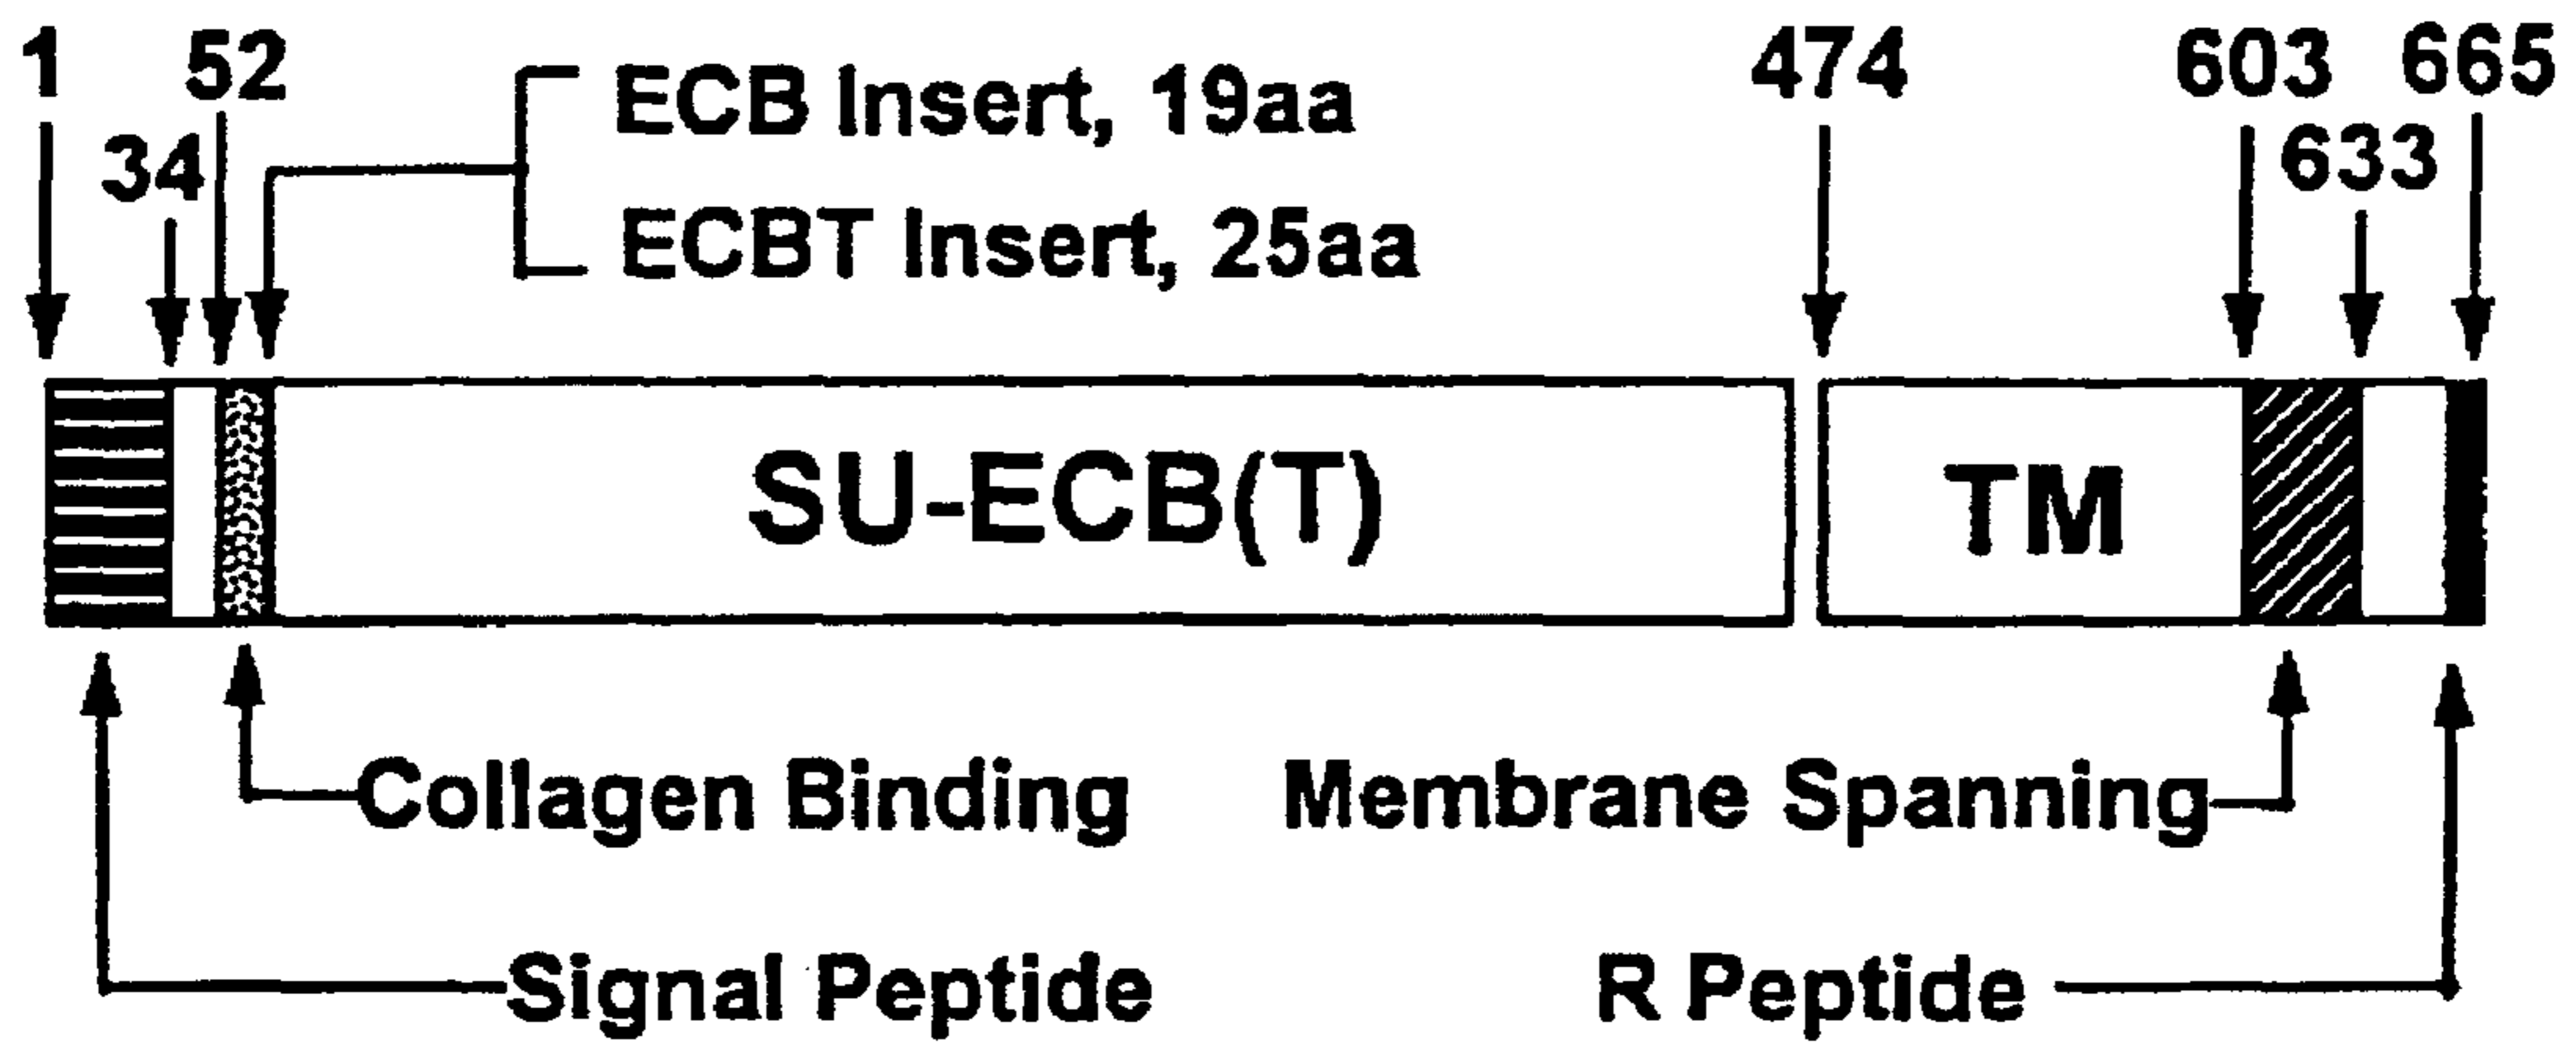 1
52
ECB Insert, 19aa
474
603
665
34
633
ECBT Insert, 25aa
SU-ECB(T)
TM
Collagen Binding
Membrane Spanning
Signal Peptide
R Peptide